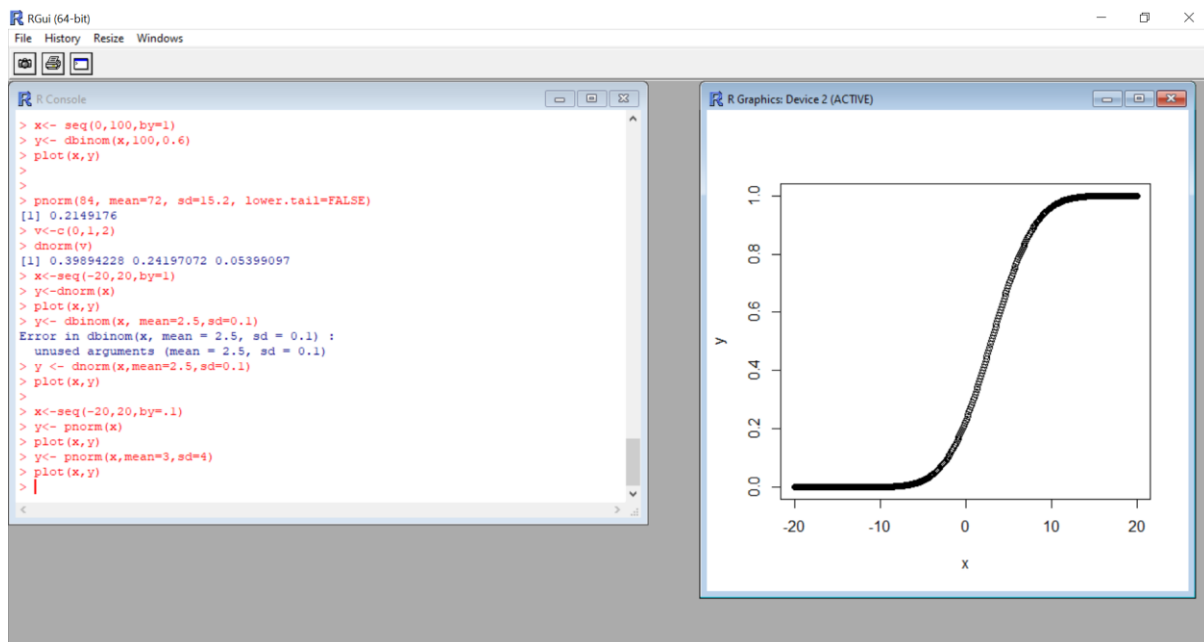 RGui (64-bit)
File History Resize Windows
R Console
> x<- seq(0,100,by=1)
> y<- dbinom(x,100,0.6)
> plot(x,y)
>
>
> pnorm(84, mean=72, sd=15.2, lower.tail=FALSE)
[1] 0.2149176
> v<-c(0,1,2)
> dnorm(v)
[1] 0.39894228 0.24197072 0.05399097
> x<-seq(-20,20,by=1)
> y<-dnorm(x)
> plot(x,y)
> y<- dbinom(x, mean=2.5,sd=0.1)
Error in dbinom(x, mean = 2.5, sd = 0.1) :
  unused arguments (mean = 2.5, sd = 0.1)
> y <- dnorm(x,mean=2.5,sd=0.1)
> plot(x,y)
>
> x<-seq(-20,20,by=.1)
> y<- pnorm(x)
> plot(x,y)
> y<- pnorm(x,mean=3,sd=4)
> plot(x,y)
>
R Graphics: Device 2 (ACTIVE)
1.0
0.8
0.6
0.4
0.2
0.0
y
-20 -10 0 10 20
x